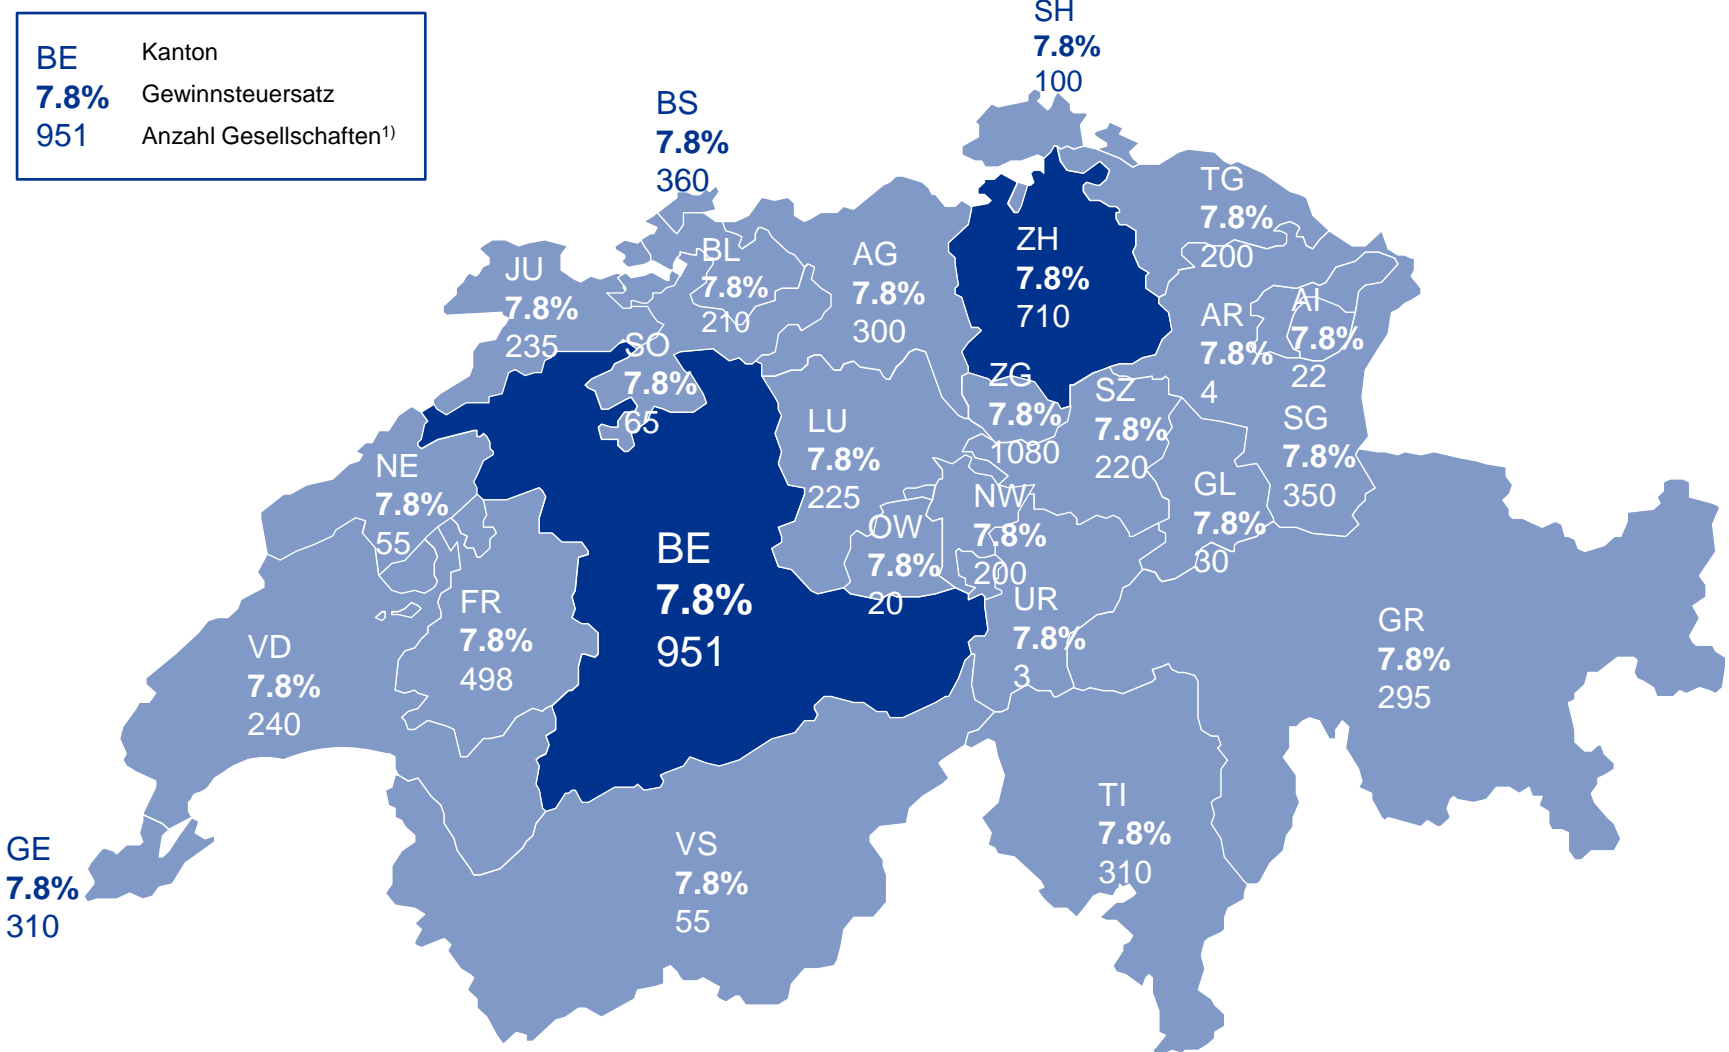 BE Kanton
7.8% Gewinnsteuersatz
951 Anzahl Gesellschaften1)
SH
7.8%
100
BS
7.8%
360
TG
7.8%
200
BL
7.8%
210
AG
7.8%
300
ZH
7.8%
710
JU
7.8%
235
AR
7.8%
4
AI
7.8%
22
SO
7.8%
65
ZG
7.8%
1080
SZ
7.8%
220
LU
7.8%
225
SG
7.8%
350
NE
7.8%
55
GL
7.8%
30
NW
7.8%
200
OW
7.8%
20
BE
7.8%
951
FR
7.8%
498
UR
7.8%
3
GR
7.8%
295
VD
7.8%
240
TI
7.8%
310
VS
7.8%
55
GE
7.8%
310